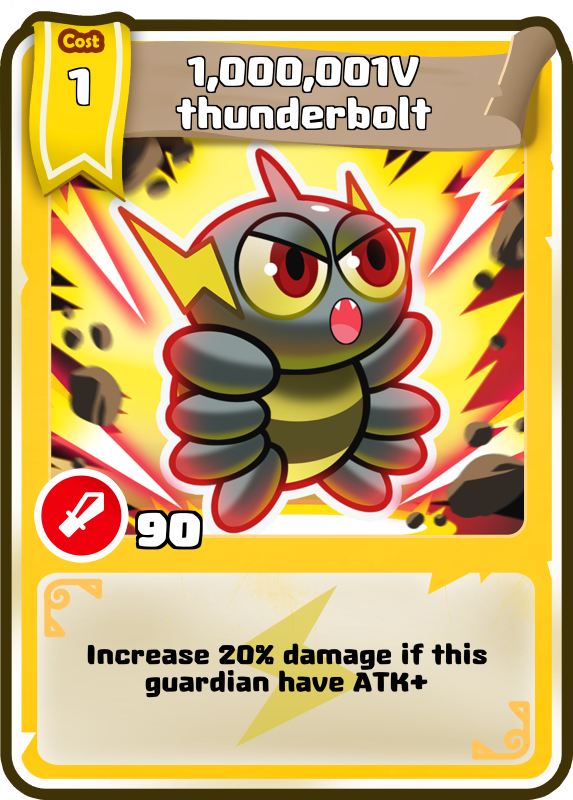 Cost
1
1,000,001V
thunderbolt
90
Increase 20% damage if this
guardian have ATK+